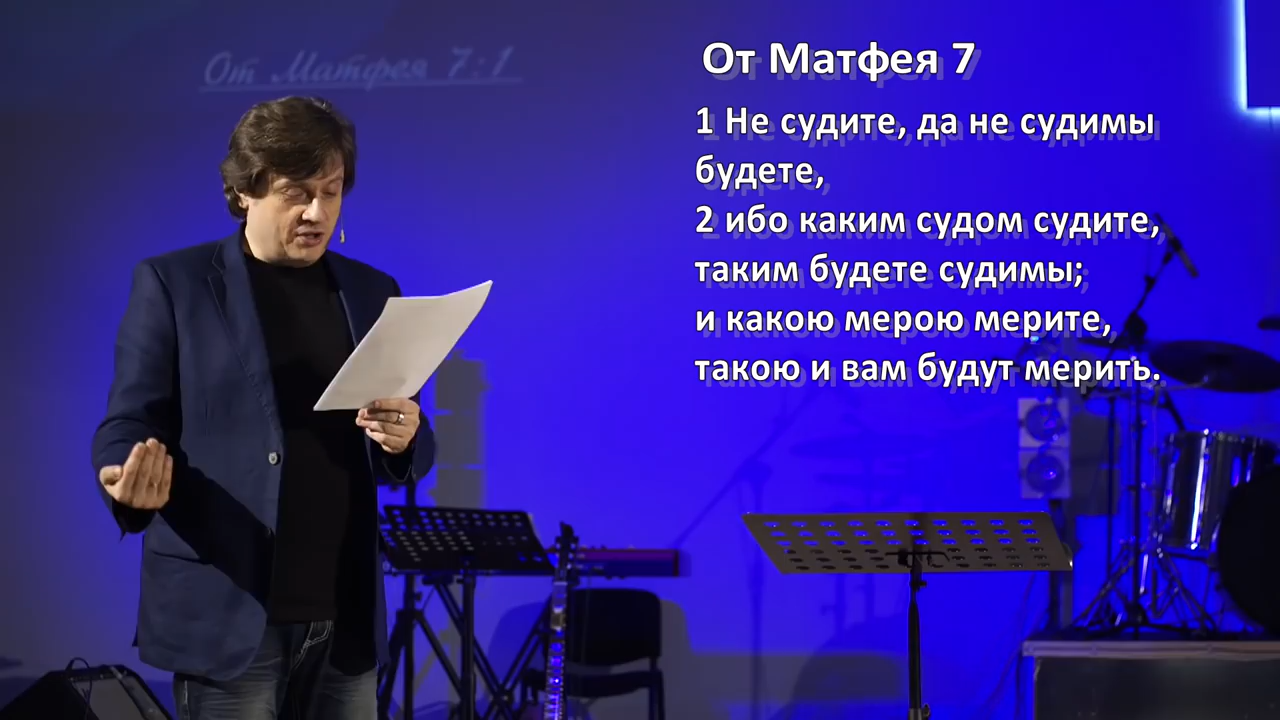 От Матфея 7:1
От Матфея 7
1 Не судите, да не судимы
будете,
2 ибо каким судом судите,
таким будете судимы;
и какою мерою мерите,
такою и вам будут мерить.